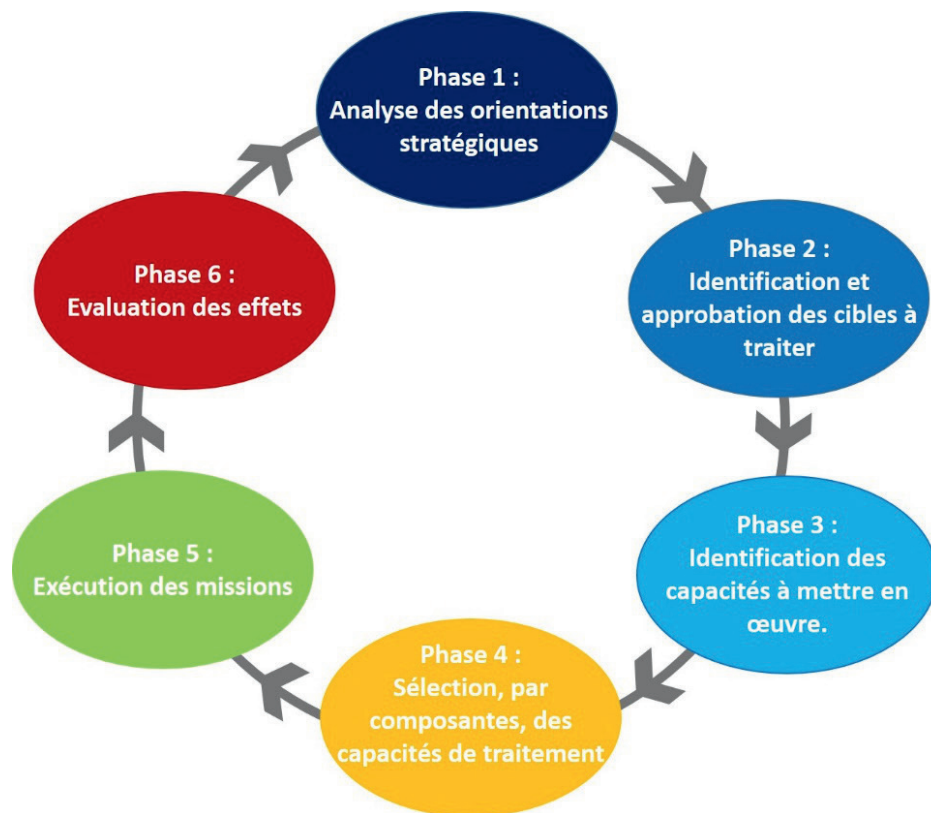 Phase 1 :
Analyse des orientations
stratégiques
Phase 2 :
Identification et
approbation des cibles à
traiter
Phase 3 :
Identification des
capacités à mettre en
œuvre.
Phase 4 :
Sélection, par
composantes, des
capacités de traitement
Phase 5 :
Exécution des missions
Phase 6 :
Evaluation des effets